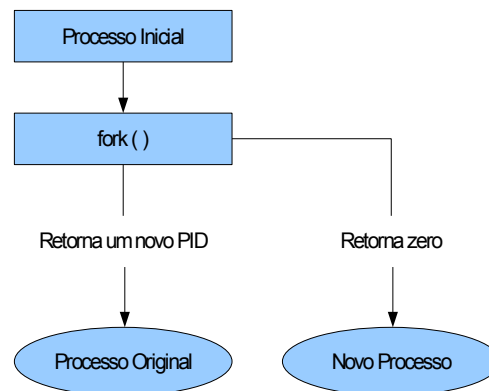 Processo Inicial
fork ( )
Retorna um novo PID
Retorna zero
Processo Original
Novo Processo